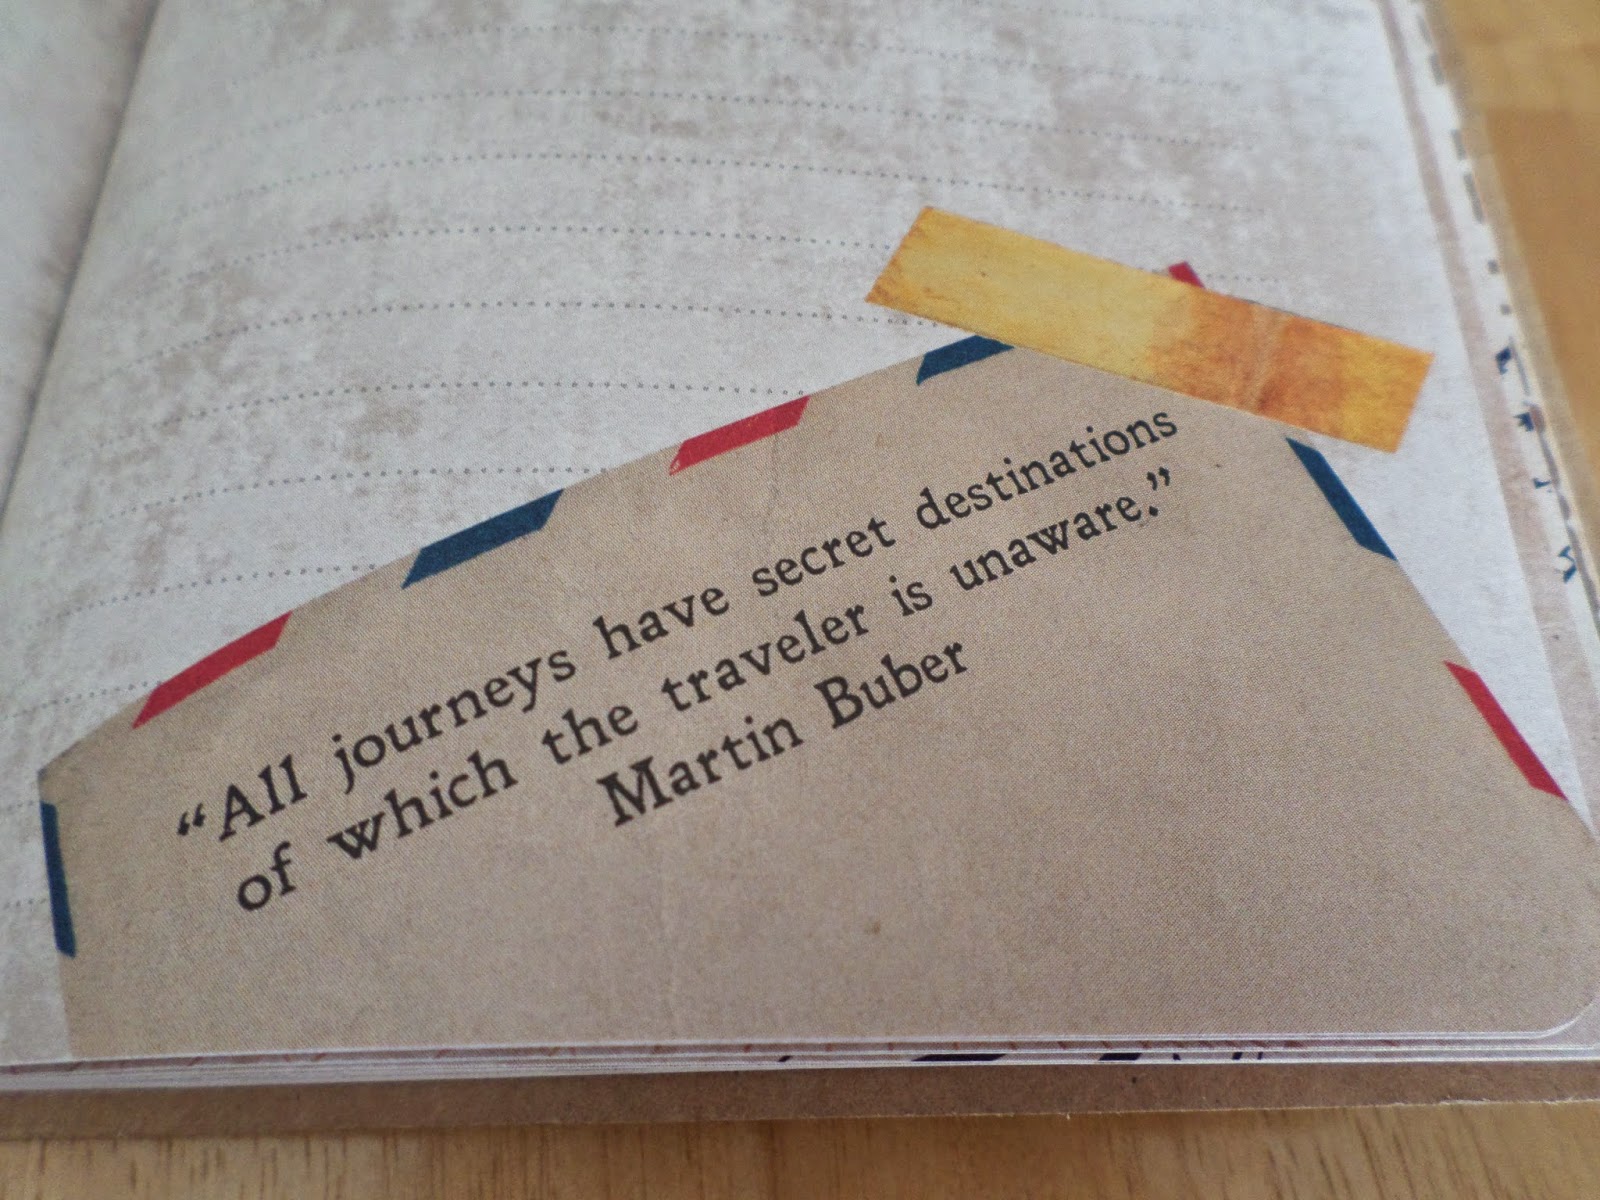 “All journeys have secret destinations
of which the traveler is unaware.”
Martin Buber